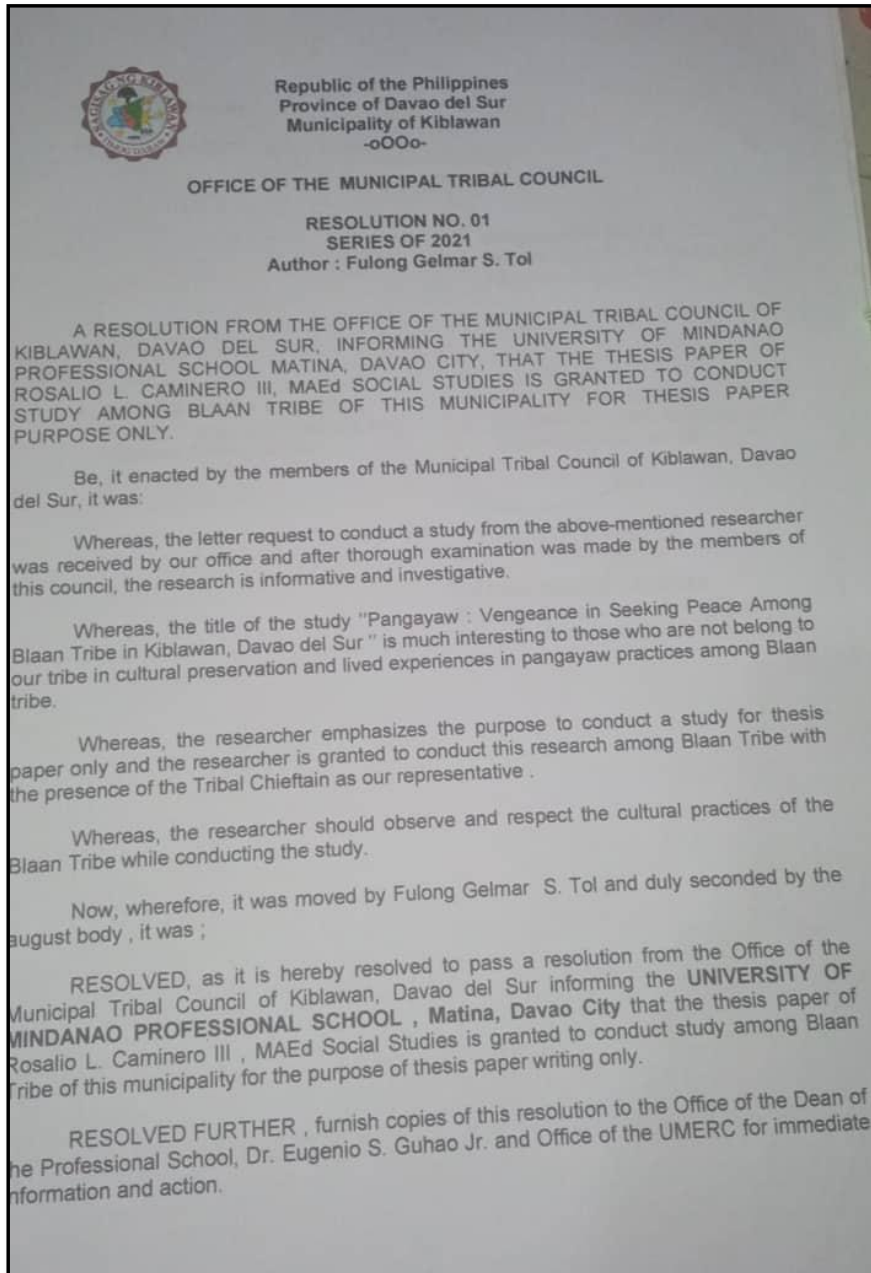 SAGISAG NG KIBLAWAN
Republic of the Philippines
Province of Davao del Sur
Municipality of Kiblawan
-oOOo-
OFFICE OF THE MUNICIPAL TRIBAL COUNCIL
RESOLUTION NO. 01
SERIES OF 2021
Author : Fulong Gelmar S. Tol
A RESOLUTION FROM THE OFFICE OF THE MUNICIPAL TRIBAL COUNCIL OF
KIBLAWAN, DAVAO DEL SUR, INFORMING THE UNIVERSITY OF MINDANAO
PROFESSIONAL SCHOOL MATINA, DAVAO CITY, THAT THE THESIS PAPER OF
ROSALIO L. CAMINERO III, MAEd SOCIAL STUDIES IS GRANTED TO CONDUCT
STUDY AMONG BLAAN TRIBE OF THIS MUNICIPALITY FOR THESIS PAPER
PURPOSE ONLY.
Be, it enacted by the members of the Municipal Tribal Council of Kiblawan, Davao
del Sur, it was:
Whereas, the letter request to conduct a study from the above-mentioned researcher
was received by our office and after thorough examination was made by the members of
this council, the research is informative and investigative.
Whereas, the title of the study "Pangayaw : Vengeance in Seeking Peace Among
Blaan Tribe in Kiblawan, Davao del Sur " is much interesting to those who are not belong to
our tribe in cultural preservation and lived experiences in pangayaw practices among Blaan
tribe.
Whereas, the researcher emphasizes the purpose to conduct a study for thesis
paper only and the researcher is granted to conduct this research among Blaan Tribe with
the presence of the Tribal Chieftain as our representative .
Whereas, the researcher should observe and respect the cultural practices of the
Blaan Tribe while conducting the study.
Now, wherefore, it was moved by Fulong Gelmar S. Tol and duly seconded by the
august body , it was ;
RESOLVED, as it is hereby resolved to pass a resolution from the Office of the
Municipal Tribal Council of Kiblawan, Davao del Sur informing the UNIVERSITY OF
MINDANAO PROFESSIONAL SCHOOL , Matina, Davao City that the thesis paper of
Rosalio L. Caminero III , MAEd Social Studies is granted to conduct study among Blaan
Tribe of this municipality for the purpose of thesis paper writing only.
RESOLVED FURTHER , furnish copies of this resolution to the Office of the Dean of
he Professional School, Dr. Eugenio S. Guhao Jr. and Office of the UMERC for immediate
nformation and action.